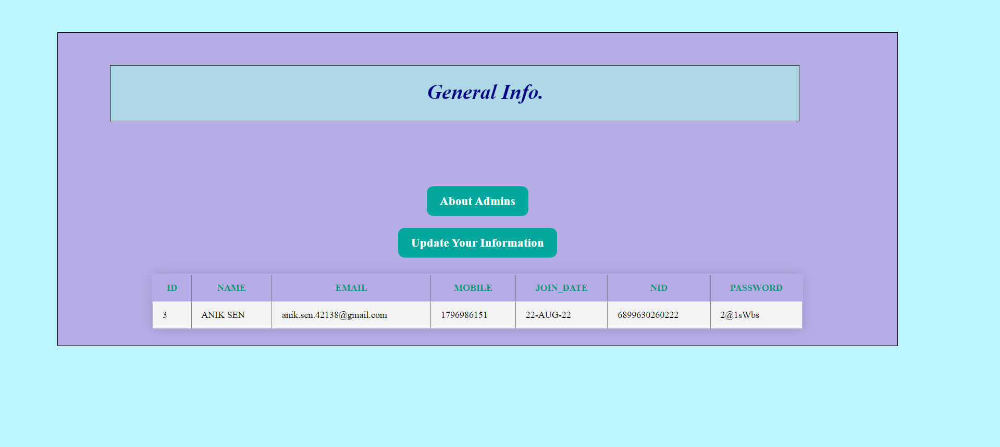 General Info.
About Admins
Update Your Information
ID NAME EMAIL MOBILE JOIN_DATE NID PASSWORD
3 ANIK SEN anik.sen.42138@gmail.com 1796986151 22-AUG-22 6899630260222 2@1sWbs